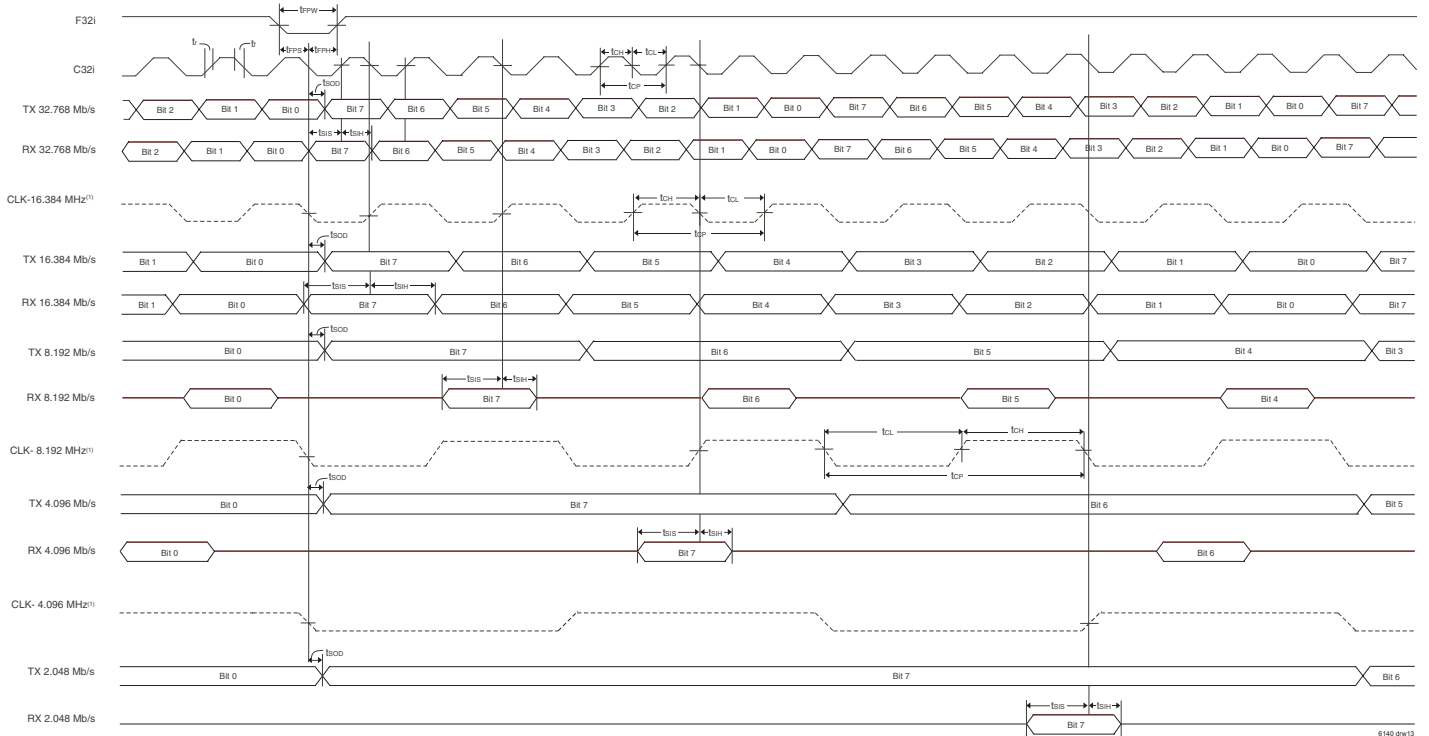 F32i
tFPW
tr
tf
tFPS
tFPH
tCH
tCL
C32i
tSOD
tCP
TX 32.768 Mb/s
Bit 2 Bit 1 Bit 0 Bit 7 Bit 6 Bit 5 Bit 4 Bit 3 Bit 2 Bit 1 Bit 0 Bit 7 Bit 6 Bit 5 Bit 4 Bit 3 Bit 2 Bit 1 Bit 0 Bit 7
tSIS tSIH
RX 32.768 Mb/s
Bit 2 Bit 1 Bit 0 Bit 7 Bit 6 Bit 5 Bit 4 Bit 3 Bit 2 Bit 1 Bit 0 Bit 7 Bit 6 Bit 5 Bit 4 Bit 3 Bit 2 Bit 1 Bit 0 Bit 7
CLK-16.384 MHz(1)
tCH tCL
tCP
tSOD
TX 16.384 Mb/s
Bit 1 Bit 0 Bit 7 Bit 6 Bit 5 Bit 4 Bit 3 Bit 2 Bit 1 Bit 0 Bit 7
tSIS tSIH
RX 16.384 Mb/s
Bit 1 Bit 0 Bit 7 Bit 6 Bit 5 Bit 4 Bit 3 Bit 2 Bit 1 Bit 0 Bit 7
tSOD
TX 8.192 Mb/s
Bit 0 Bit 7 Bit 6 Bit 5 Bit 4 Bit 3
tSIS tSIH
RX 8.192 Mb/s
Bit 0 Bit 7 Bit 6 Bit 5 Bit 4
CLK- 8.192 MHz(1)
tCL tCH
tCP
tSOD
TX 4.096 Mb/s
Bit 0 Bit 7 Bit 6 Bit 5
tSIS tSIH
RX 4.096 Mb/s
Bit 0 Bit 7 Bit 6
CLK- 4.096 MHz(1)
tSOD
TX 2.048 Mb/s
Bit 0 Bit 7 Bit 6
tSIS tSIH
RX 2.048 Mb/s
Bit 7
6140 drw13